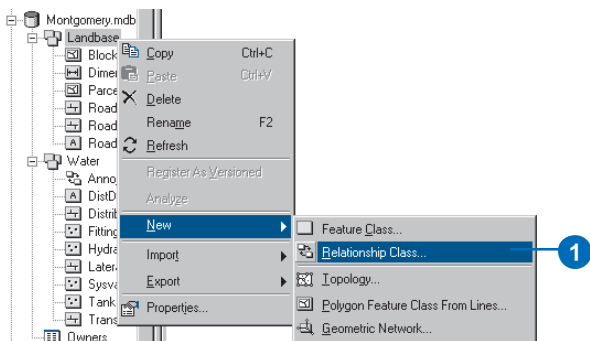 Montgomery.mdb
Landbase
Block
Dimer
Parce
Road
Road
Road
Water
Anno
DistD
Distrib
Fitting
Hydra
Later
Sysva
Tank
Trans
Owners
Copy Ctrl+C
Paste Ctrl+V
Delete
Rename F2
Refresh
Register As Versioned
Analyze
New
Import
Export
Properties...
Feature Class...
Relationship Class...
Topology...
Polygon Feature Class From Lines...
Geometric Network...
1